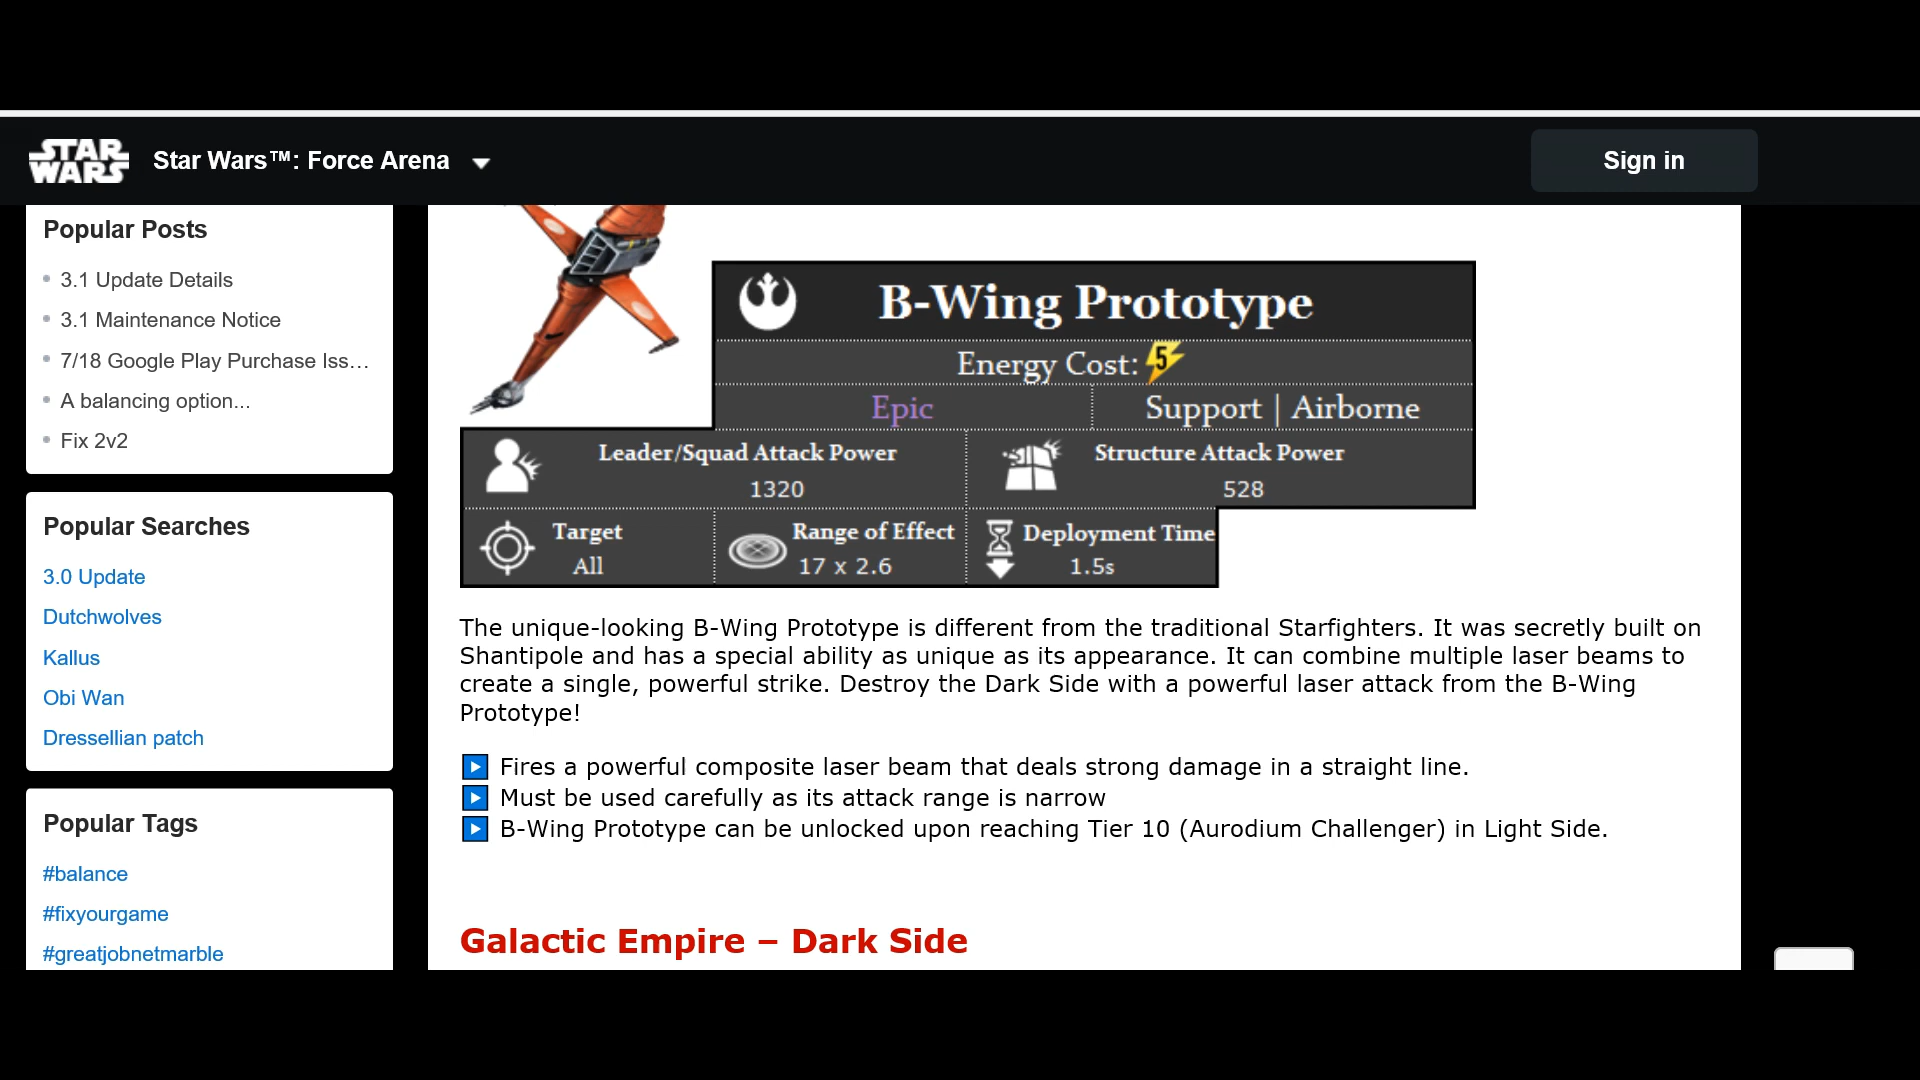 STAR WARS
Star Wars™: Force Arena
Sign in
Popular Posts
3.1 Update Details
3.1 Maintenance Notice
7/18 Google Play Purchase Iss...
A balancing option...
Fix 2v2
Popular Searches
3.0 Update
Dutchwolves
Kallus
Obi Wan
Dressellian patch
Popular Tags
#balance
#fixyourgame
#greatjobnetmarble
B-Wing Prototype
Energy Cost: 5
Epic
Support | Airborne
Leader/Squad Attack Power
1320
Structure Attack Power
528
Target
All
Range of Effect
17 x 2.6
Deployment Time
1.5s
The unique-looking B-Wing Prototype is different from the traditional Starfighters. It was secretly built on
Shantipole and has a special ability as unique as its appearance. It can combine multiple laser beams to
create a single, powerful strike. Destroy the Dark Side with a powerful laser attack from the B-Wing
Prototype!
Fires a powerful composite laser beam that deals strong damage in a straight line.
Must be used carefully as its attack range is narrow
B-Wing Prototype can be unlocked upon reaching Tier 10 (Aurodium Challenger) in Light Side.
Galactic Empire – Dark Side